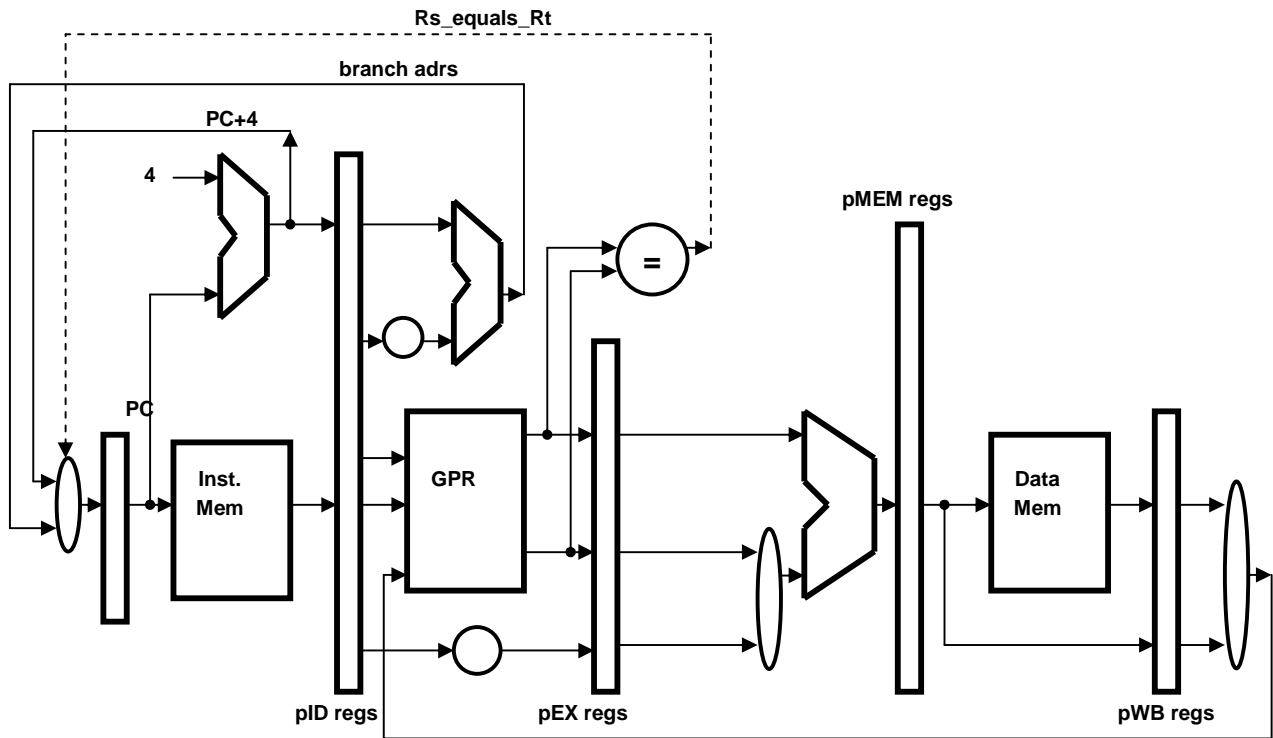 Rs_equals_Rt
branch adrs
PC+4
4
pMEM regs
=
PC
Inst.
Mem
GPR
Data
Mem
pID regs
pEX regs
pWB regs